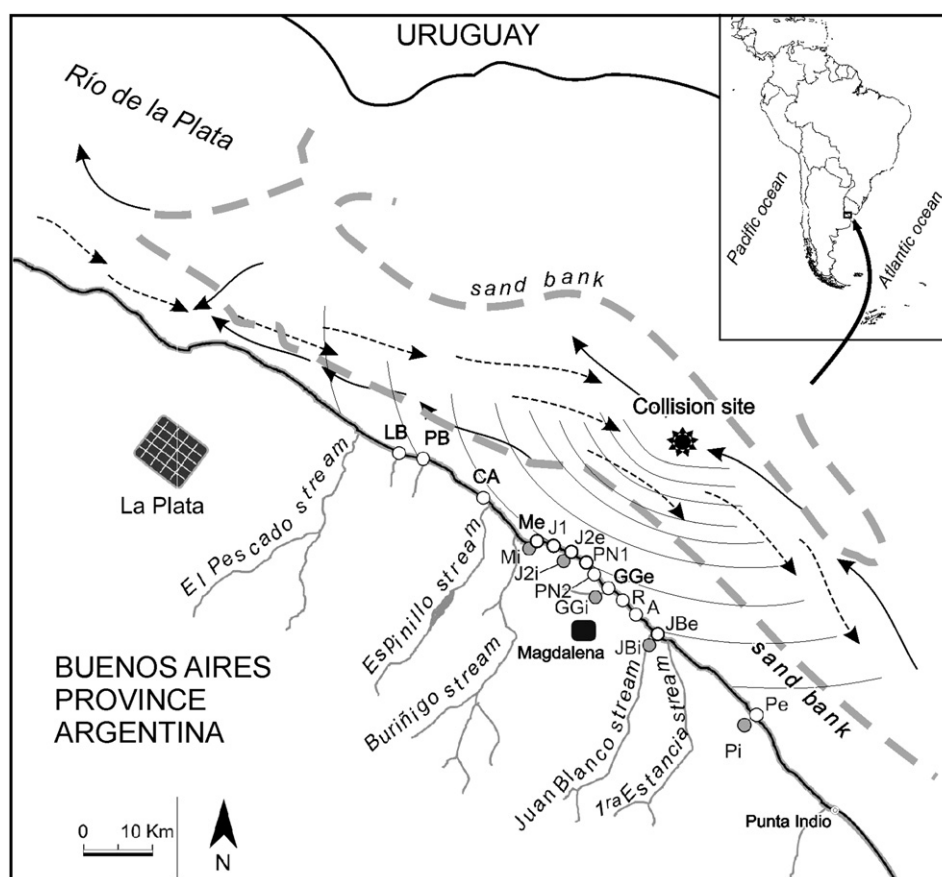 URUGUAY
Río de la Plata
Pacific ocean
Atlantic ocean
sand bank
Collision site
LB
PB
La Plata
El Pescado stream
CA
Espinillo stream
Me
J1
J2e
Mi
PN1
J2i
GGe
PN2
R
GGi
A
JBe
Magdalena
JBi
BUENOS AIRES
PROVINCE
ARGENTINA
Buriñigo stream
Juan Blanco stream
1ra Estancia stream
sand bank
Pe
Pi
Punta Indio
0 10 Km
N